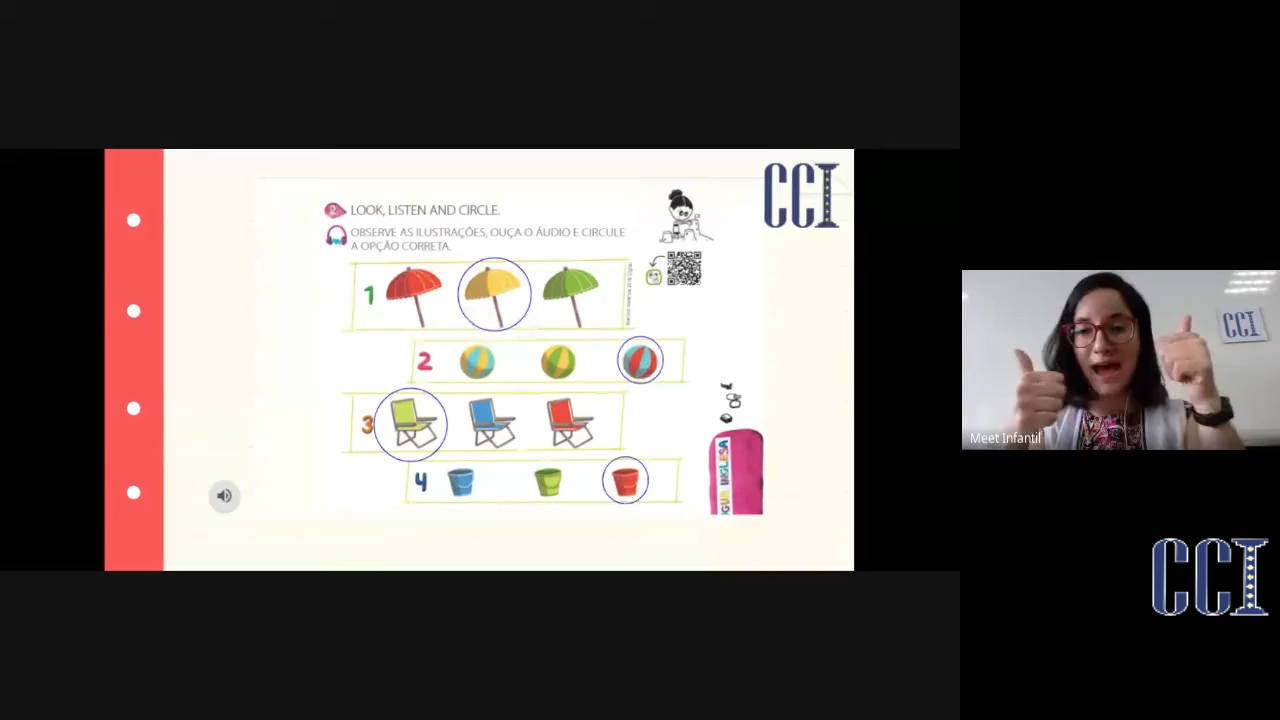 CCI
2 LOOK, LISTEN AND CIRCLE.
OBSERVE AS ILUSTRAÇÕES, OUÇA O ÁUDIO E CIRCULE
A OPÇÃO CORRETA.
1
2
3
4
INGLESA
CCI
Meet Infantil
CCI